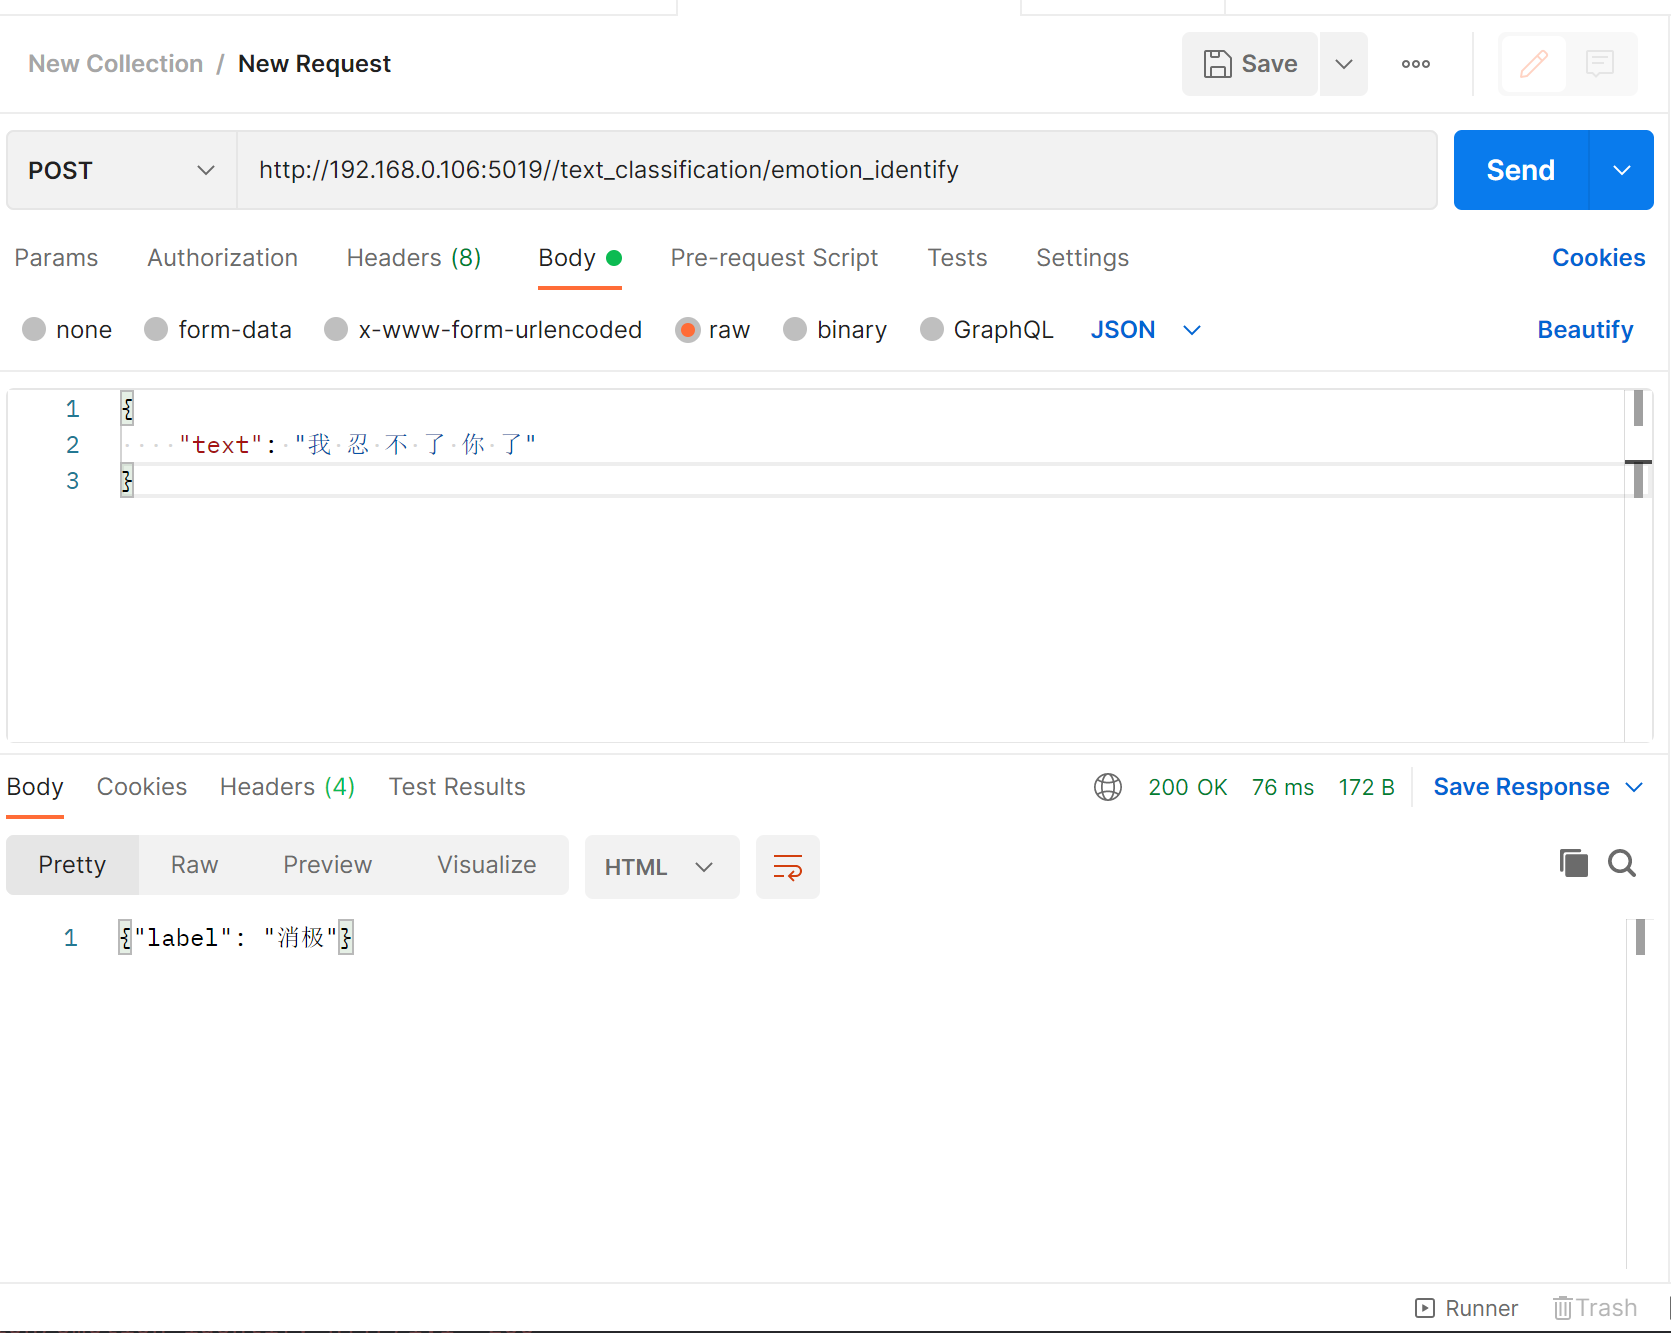 New Collection / New Request
Save
POST
http://192.168.0.106:5019//text_classification/emotion_identify
Send
Params Authorization Headers (8) Body Pre-request Script Tests Settings Cookies
none form-data x-www-form-urlencoded raw binary GraphQL JSON Beautify
1 {
2 "text": "我 忍 不 了 你 了"
3 }
Body Cookies Headers (4) Test Results 200 OK 76 ms 172 B Save Response
Pretty Raw Preview Visualize HTML
1 {"label": "消极"}
Runner Trash